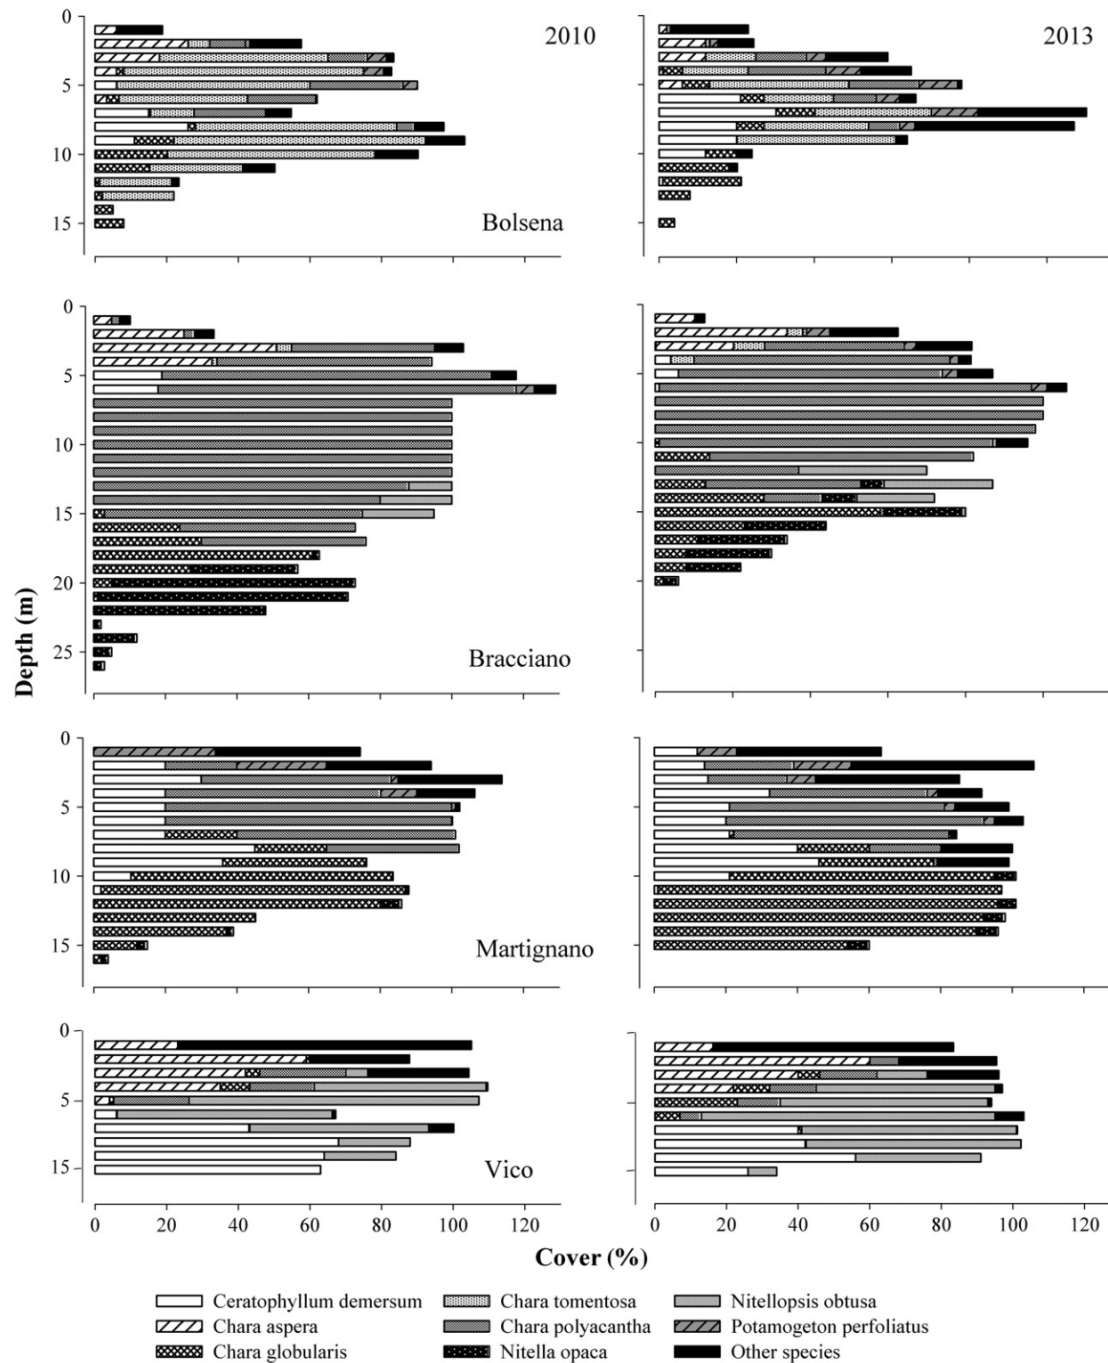 0
5
10
15
2010
Bolsena
2013
0
5
10
15
20
25
Bracciano
Depth (m)
0
5
10
15
Martignano
0
5
15
Vico
0 20 40 60 80 100 120
0 20 40 60 80 100 120
Cover (%)
Ceratophyllum demersum
Chara tomentosa
Nitellopsis obtusa
Chara aspera
Chara polyacantha
Potamogeton perfoliatus
Chara globularis
Nitella opaca
Other species